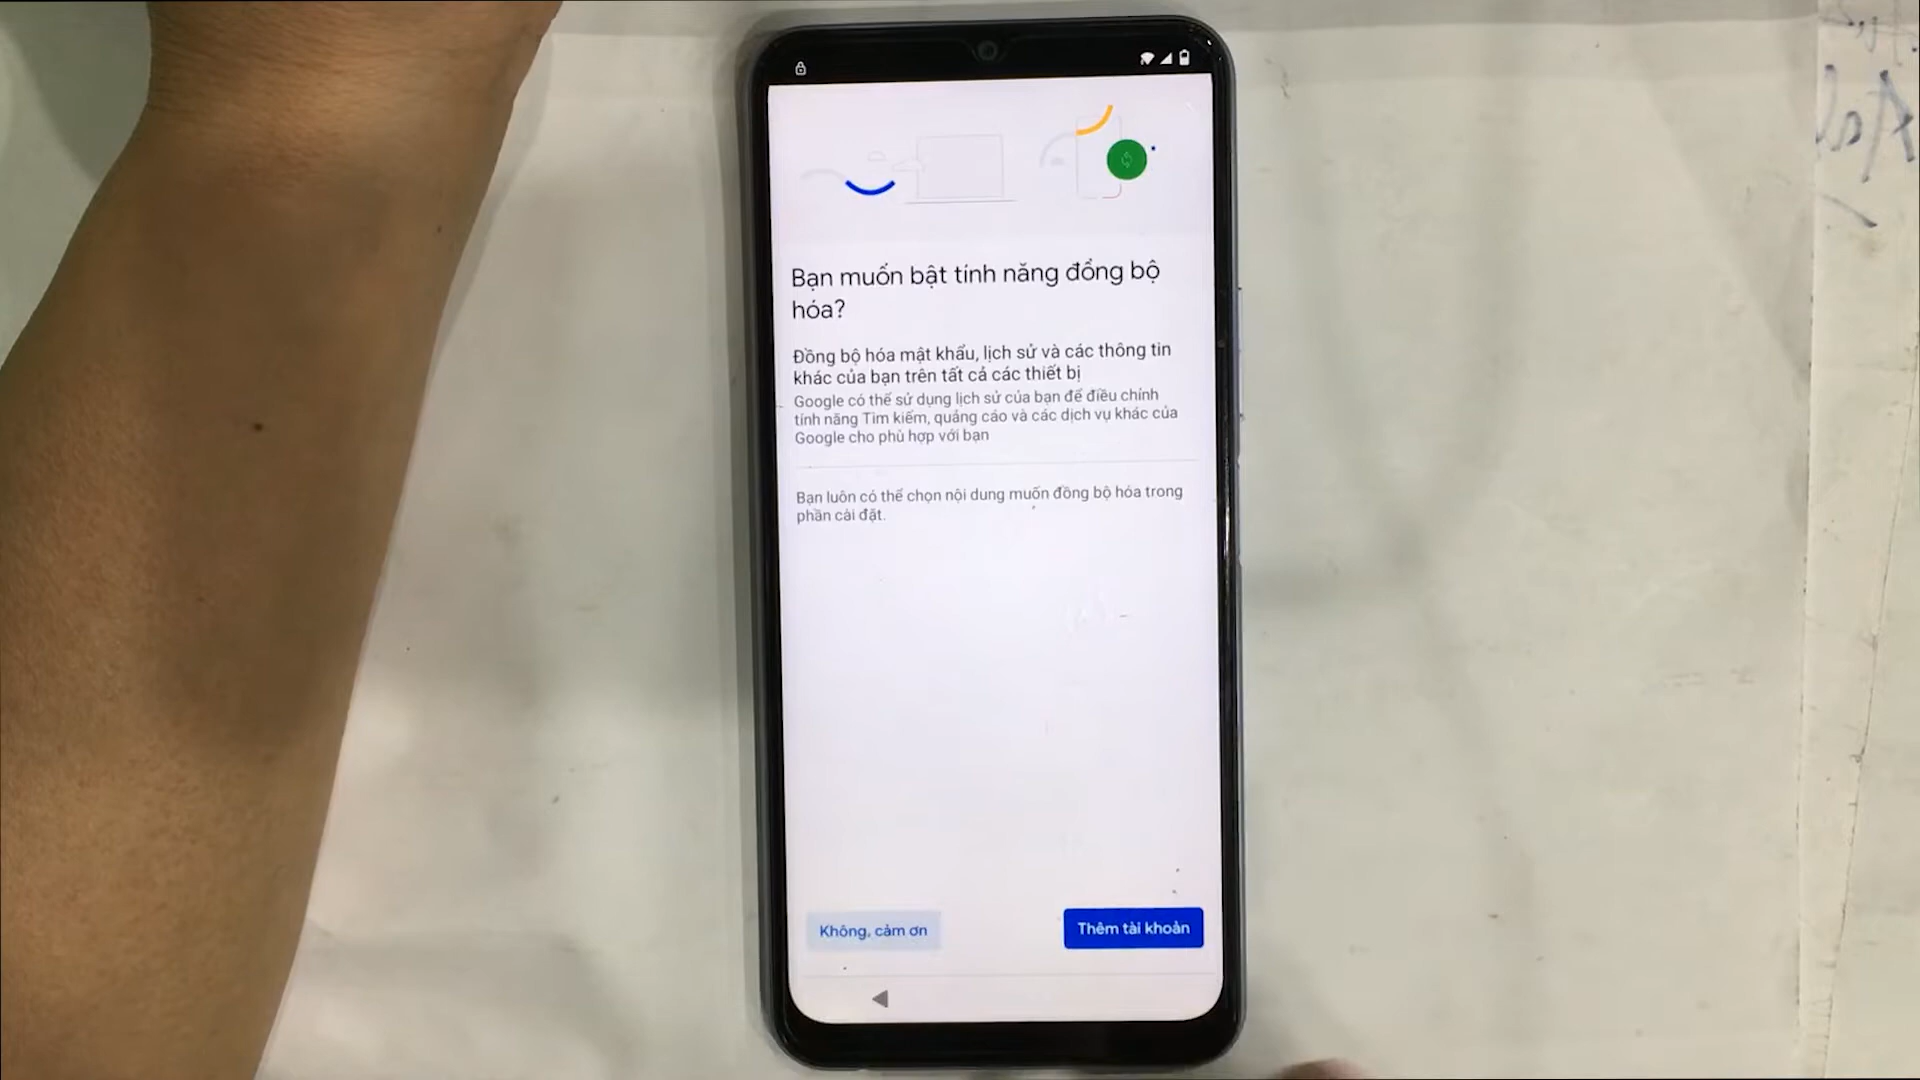 Bạn muốn bật tính năng đồng bộ
hóa?
Đồng bộ hóa mật khẩu, lịch sử và các thông tin
khác của bạn trên tất cả các thiết bị
Google có thể sử dụng lịch sử của bạn để điều chỉnh
tính năng Tìm kiếm, quảng cáo và các dịch vụ khác của
Google cho phù hợp với bạn
Bạn luôn có thể chọn nội dung muốn đồng bộ hóa trong
phần cài đặt.
Không, cảm ơn
Thêm tài khoản